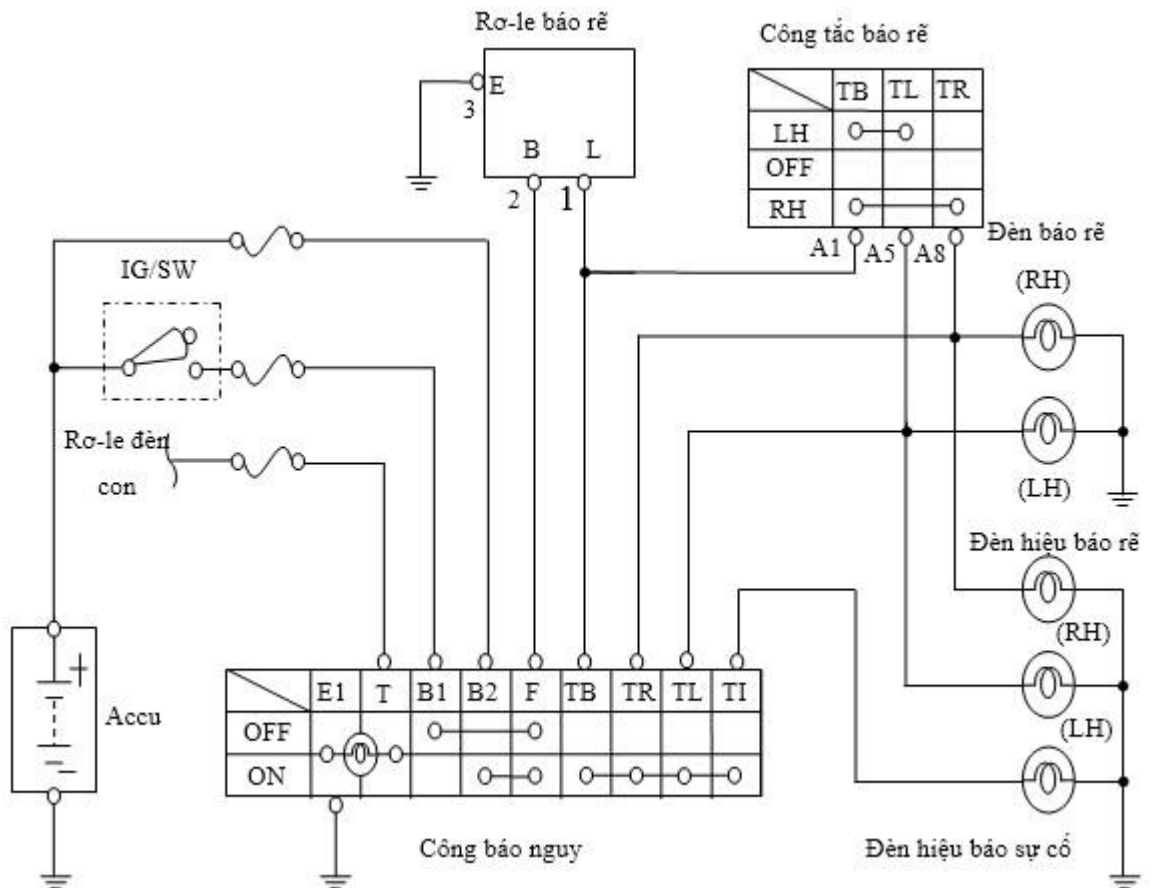 Rơ-le báo rẽ
Công tắc báo rẽ
E
3
B L
2 1
TB TL TR
LH
OFF
RH
A1 A5 A8
Đèn báo rẽ
(RH)
(LH)
IG/SW
Rơ-le đèn
con
Đèn hiệu báo rẽ
(RH)
(LH)
+
-
Accu
E1 T B1 B2 F TB TR TL TI
OFF
ON
Công báo nguy
Đèn hiệu báo sự cố